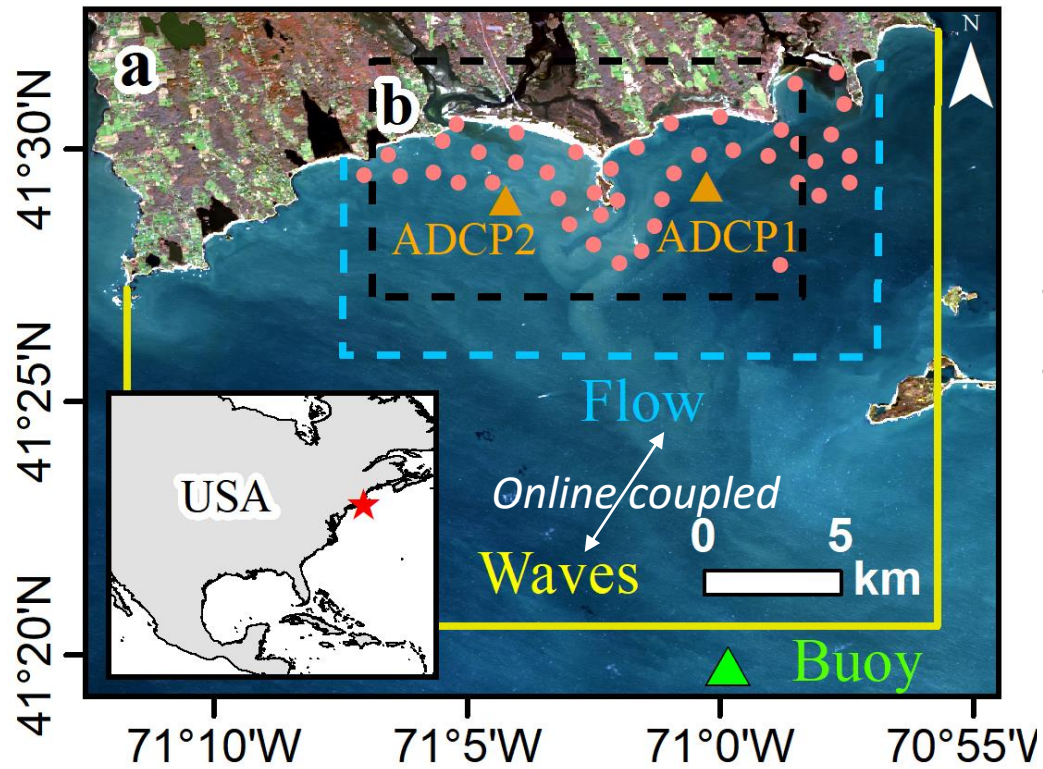 a
N
b
41°30'N
ADCP2
ADCP1
41°25'N
Flow
USA
Online coupled
0 5
Waves
km
41°20'N
Buoy
71°10'W 71°5'W 71°0'W 70°55'W